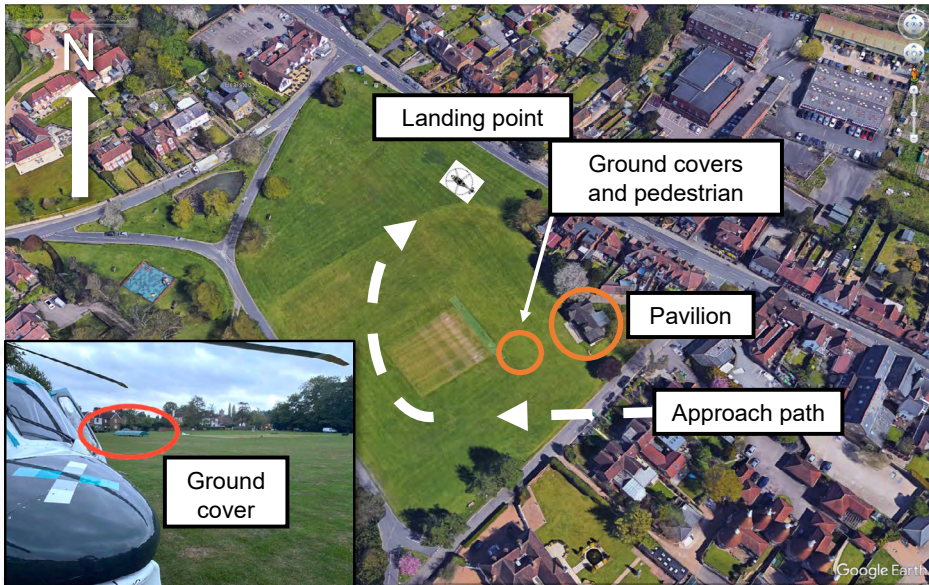 N
Landing point
Ground covers
and pedestrian
Pavilion
Approach path
Ground
cover
Google Earth